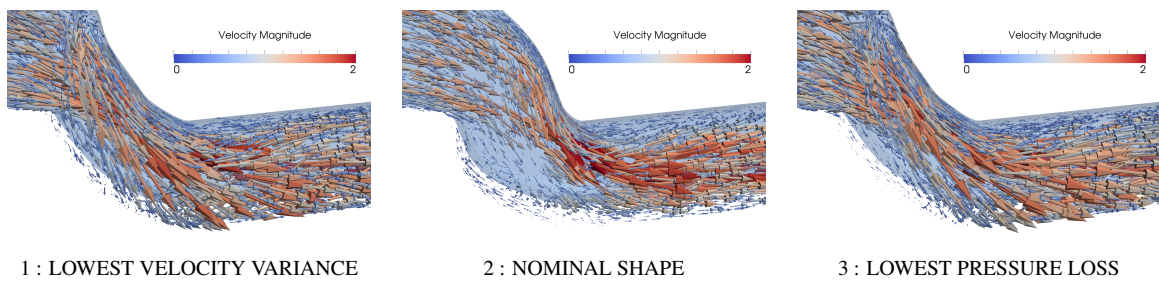 Velocity Magnitude
0 2
Velocity Magnitude
0 2
Velocity Magnitude
0 2
1 : LOWEST VELOCITY VARIANCE
2 : NOMINAL SHAPE
3 : LOWEST PRESSURE LOSS